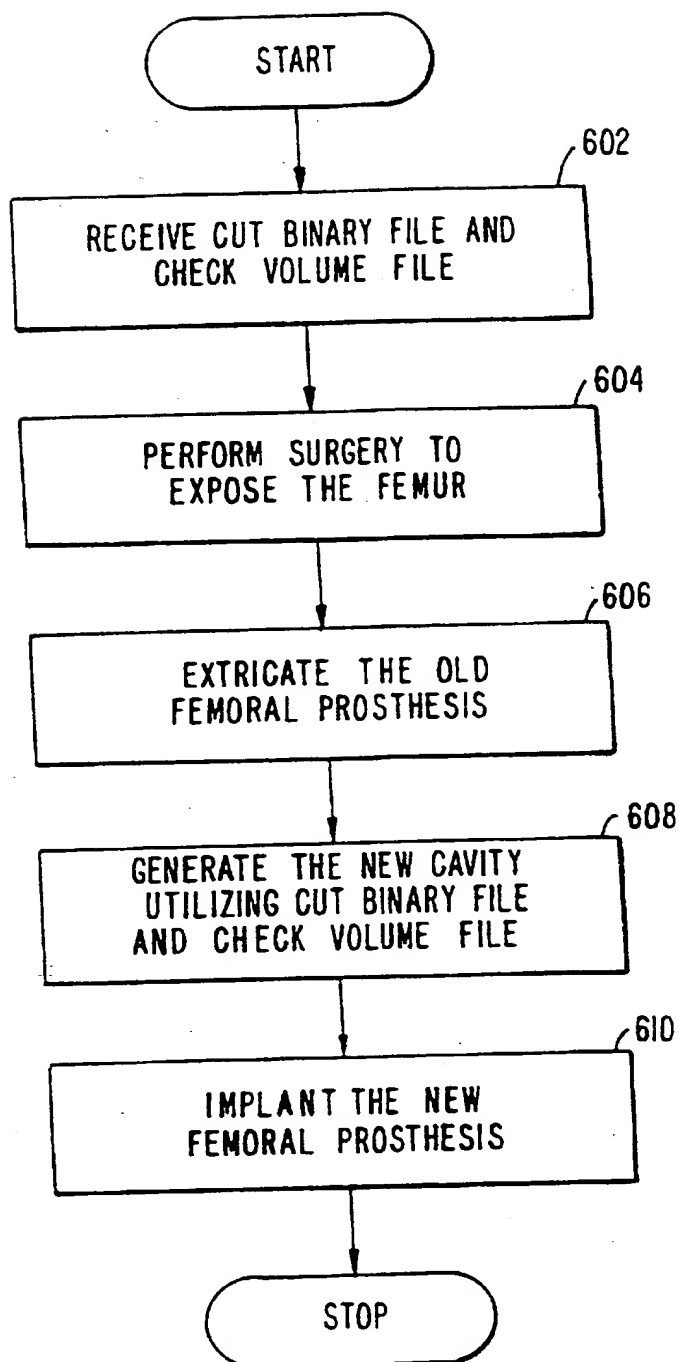 START
602
RECEIVE CUT BINARY FILE AND
CHECK VOLUME FILE
604
PERFORM SURGERY TO
EXPOSE THE FEMUR
606
EXTRICATE THE OLD
FEMORAL PROSTHESIS
608
GENERATE THE NEW CAVITY
UTILIZING CUT BINARY FILE
AND CHECK VOLUME FILE
610
IMPLANT THE NEW
FEMORAL PROSTHESIS
STOP